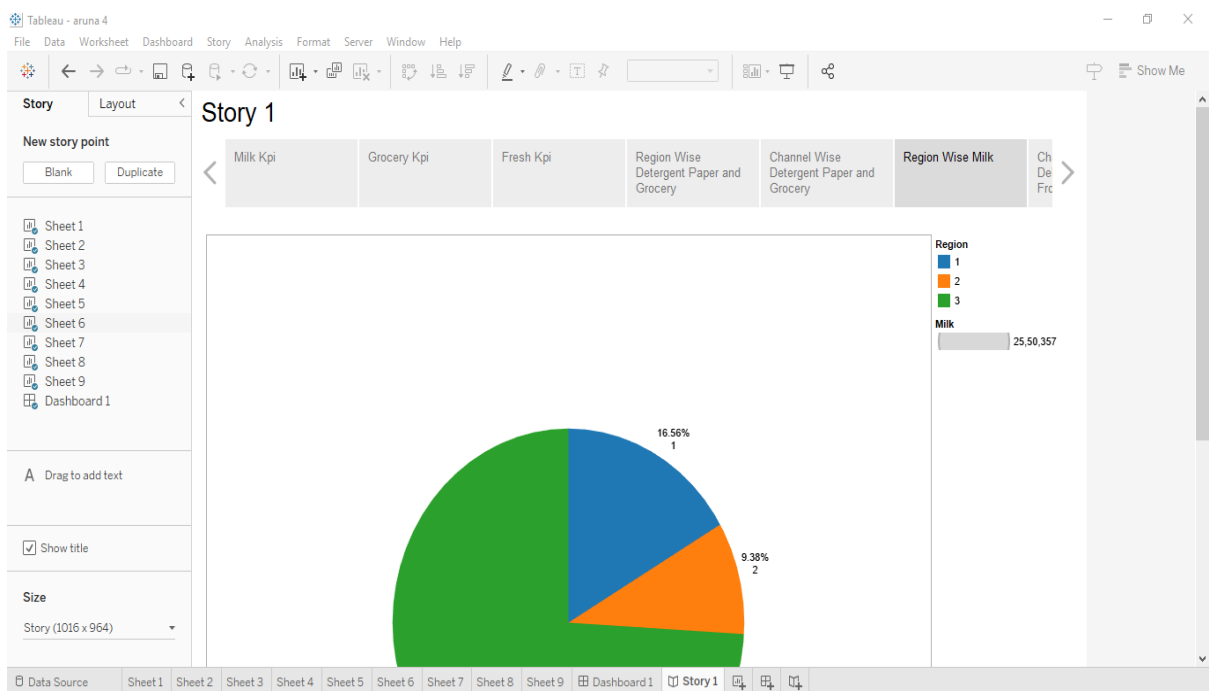 Tableau - aruna 4
File Data Worksheet Dashboard Story Analysis Format Server Window Help
Show Me
Story Layout
New story point
Blank Duplicate
Sheet 1
Sheet 2
Sheet 3
Sheet 4
Sheet 5
Sheet 6
Sheet 7
Sheet 8
Sheet 9
Dashboard 1
A Drag to add text
Show title
Size
Story (1016 x 964)
Story 1
Milk Kpi
Grocery Kpi
Fresh Kpi
Region Wise
Detergent Paper and
Grocery
Channel Wise
Detergent Paper and
Grocery
Region Wise Milk
Ch
De
Fro
Region
1
2
3
Milk
25,50,357
16.56%
1
9.38%
2
Data Source Sheet 1 Sheet 2 Sheet 3 Sheet 4 Sheet 5 Sheet 6 Sheet 7 Sheet 8 Sheet 9 Dashboard 1 Story 1